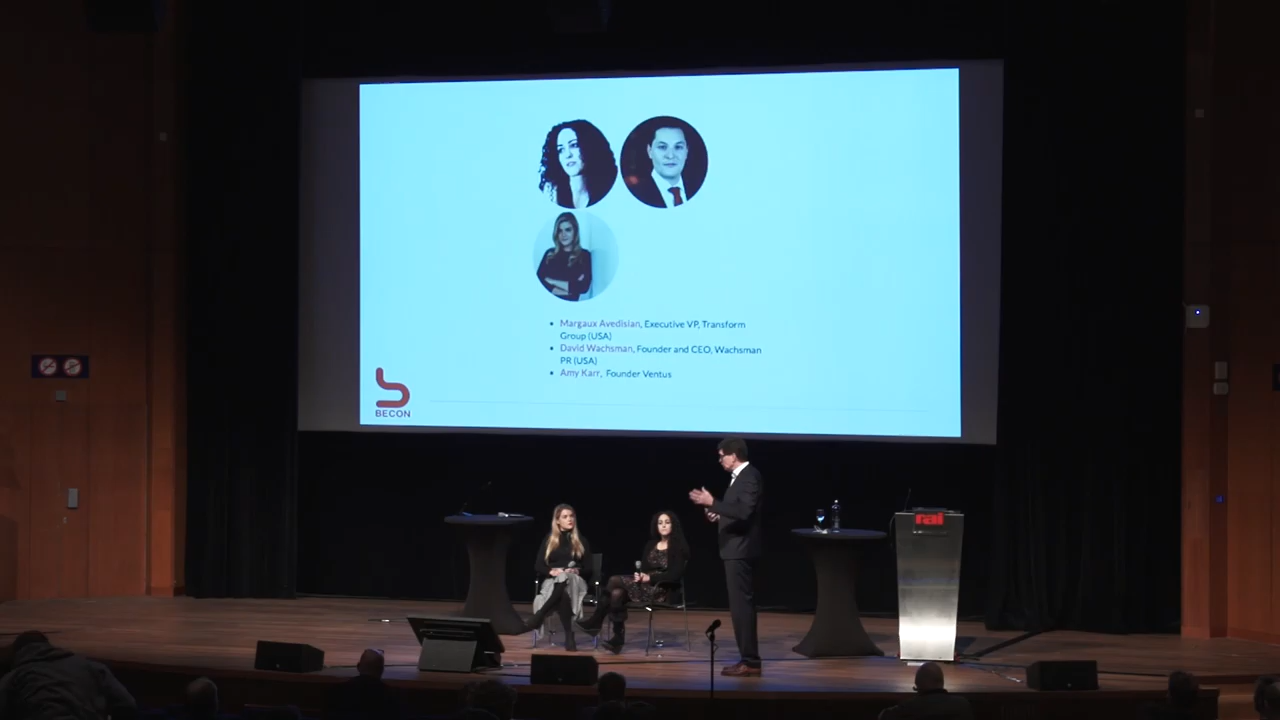 • Margaux Avedisian, Executive VP, Transform
Group (USA)
• David Wachsman, Founder and CEO, Wachsman
PR (USA)
• Amy Karr, Founder Ventus
BECON
rai